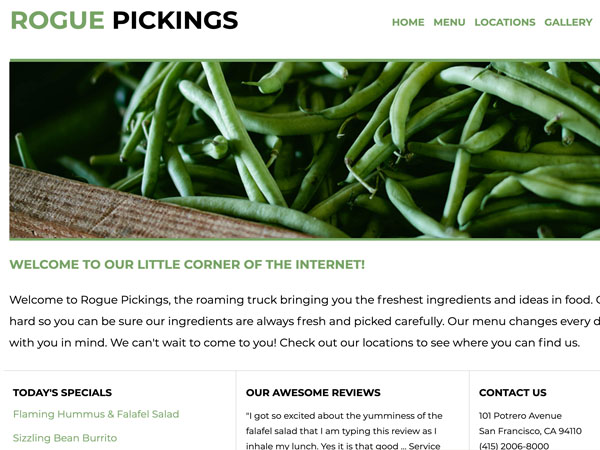 ROGUE PICKINGS
HOME MENU LOCATIONS GALLERY
WELCOME TO OUR LITTLE CORNER OF THE INTERNET!
Welcome to Rogue Pickings, the roaming truck bringing you the freshest ingredients and ideas in food.
hard so you can be sure our ingredients are always fresh and picked carefully. Our menu changes every
with you in mind. We can't wait to come to you! Check out our locations to see where you can find us.
TODAY'S SPECIALS
Flaming Hummus & Falafel Salad
Sizzling Bean Burrito
OUR AWESOME REVIEWS
"I got so excited about the yumminess of the
falafel salad that I am typing this review as I
inhale my lunch. Yes it is that good ... Service
CONTACT US
101 Potrero Avenue
San Francisco, CA 94110
(415) 2006-8000